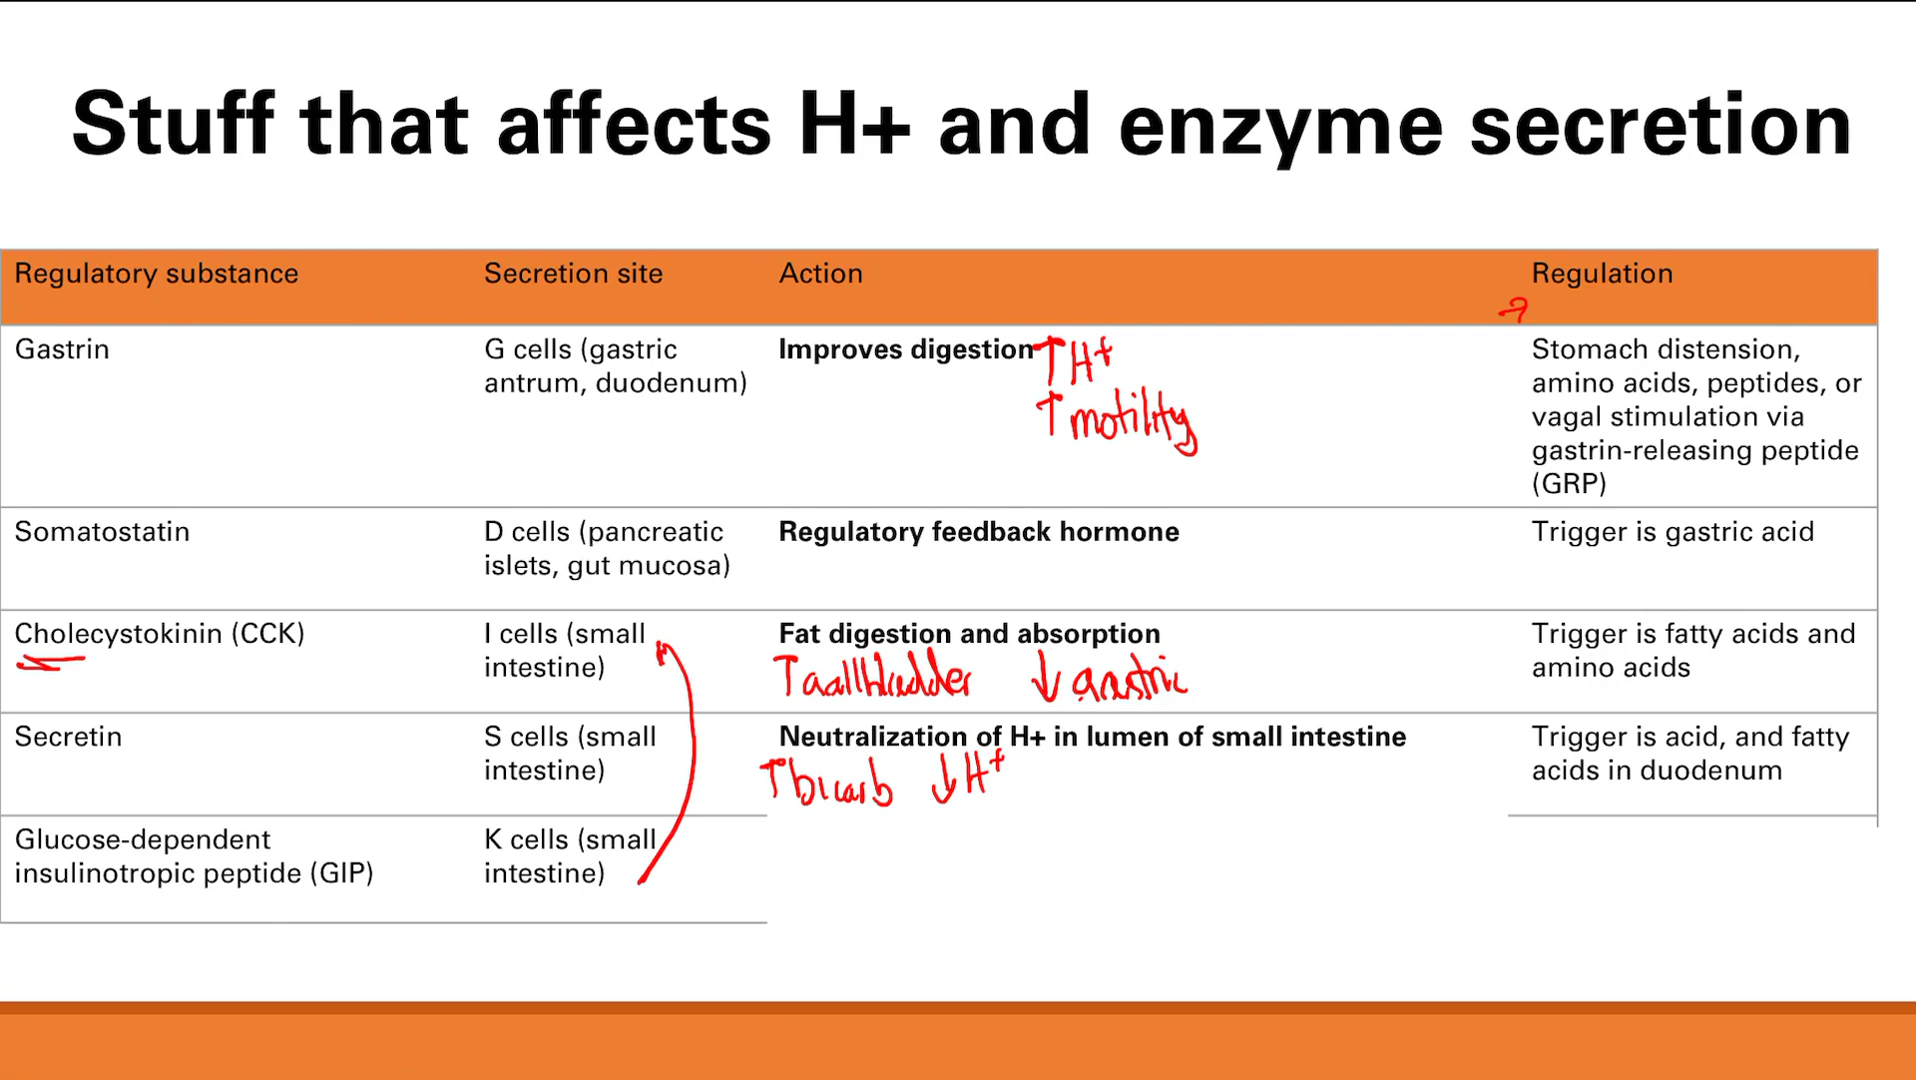 Stuff that affects H+ and enzyme secretion
Regulatory substance
Secretion site
Action
Regulation
Gastrin
G cells (gastric
antrum, duodenum)
Improves digestion
↑H+
↑motility
Stomach distension,
amino acids, peptides, or
vagal stimulation via
gastrin-releasing peptide
(GRP)
Somatostatin
D cells (pancreatic
islets, gut mucosa)
Regulatory feedback hormone
Trigger is gastric acid
Cholecystokinin (CCK)
I cells (small
intestine)
Fat digestion and absorption
↑gallbladder ↓gastric
Trigger is fatty acids and
amino acids
Secretin
S cells (small
intestine)
Neutralization of H+ in lumen of small intestine
↑bicarb ↓H+
Trigger is acid, and fatty
acids in duodenum
Glucose-dependent
insulinotropic peptide (GIP)
K cells (small
intestine)